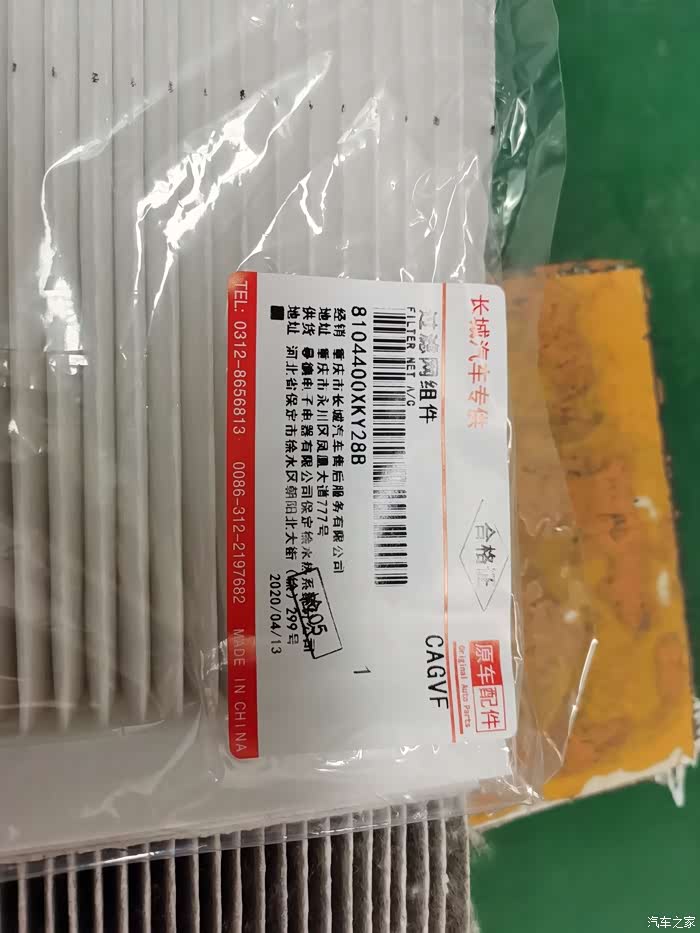 长城汽车专供
合格证
原车配件
Original Auto Parts
过滤网组件
CAGVF
FILTER NET A/G
8104400XKY28B
1
经销 重庆市长城汽车售后服务有限公司
地址 重庆市永川区凤凰大道777号
供货 电子电器有限公司保定徐水
地址 河北省保定市徐水区朝阳北大街 299号
2020/04/13
TEL: 0312-8656813 0086-312-2197682 MADE IN CHINA
汽车之家